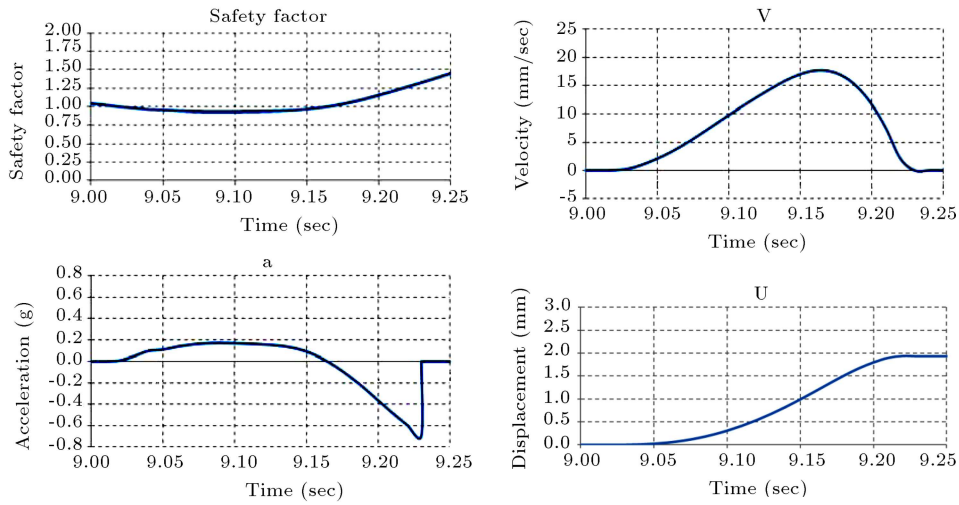 Safety factor
Safety factor
2.00
1.75
1.50
1.25
1.00
0.75
0.50
0.25
0.00
9.00 9.05 9.10 9.15 9.20 9.25
Time (sec)
V
Velocity (mm/sec)
25
20
15
10
5
0
-5
9.00 9.05 9.10 9.15 9.20 9.25
Time (sec)
a
Acceleration (g)
0.8
0.6
0.4
0.2
0.0
-0.2
-0.4
-0.6
-0.8
9.00 9.05 9.10 9.15 9.20 9.25
Time (sec)
U
Displacement (mm)
3.0
2.5
2.0
1.5
1.0
0.5
0.0
9.00 9.05 9.10 9.15 9.20 9.25
Time (sec)